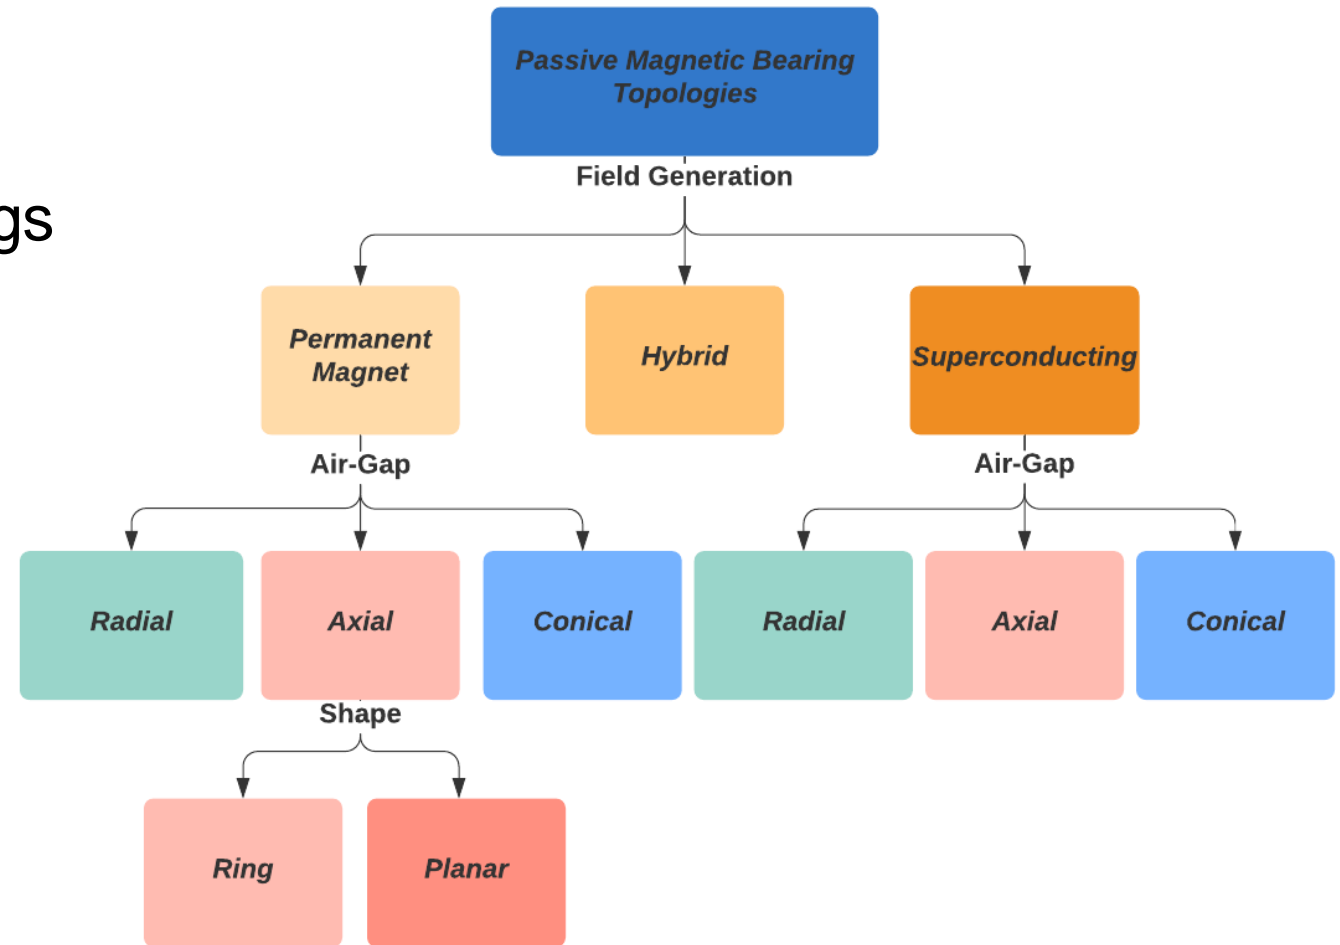 Passive Magnetic Bearing
Topologies
Field Generation
gs
Permanent
Magnet
Hybrid
Superconducting
Air-Gap
Air-Gap
Radial
Axial
Conical
Radial
Axial
Conical
Shape
Ring
Planar